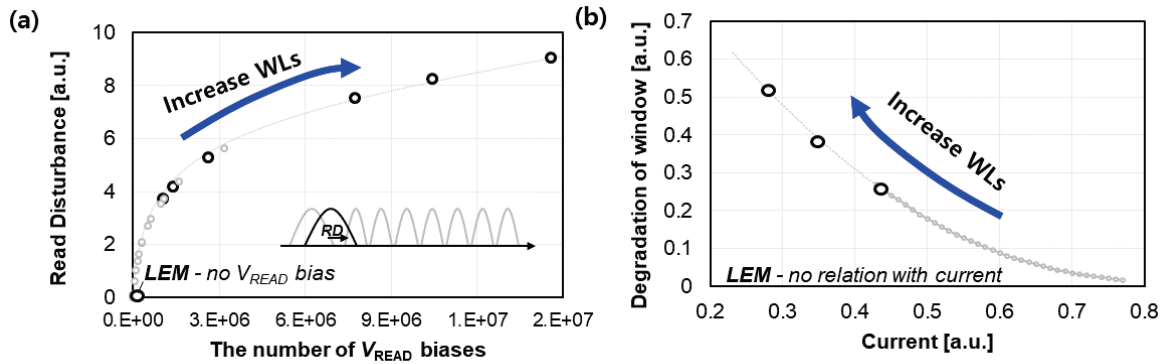 (a)
Read Disturbance [a.u.]
10
8
6
4
2
0
Increase WLs
RD
LEM - no VREAD bias
0.E+00 3.E+06 6.E+06 9.E+06 1.E+07 2.E+07
The number of VREAD biases
(b)
Degradation of window [a.u.]
0.7
0.6
0.5
0.4
0.3
0.2
0.1
0
Increase WLs
LEM - no relation with current
0.2 0.3 0.4 0.5 0.6 0.7 0.8
Current [a.u.]